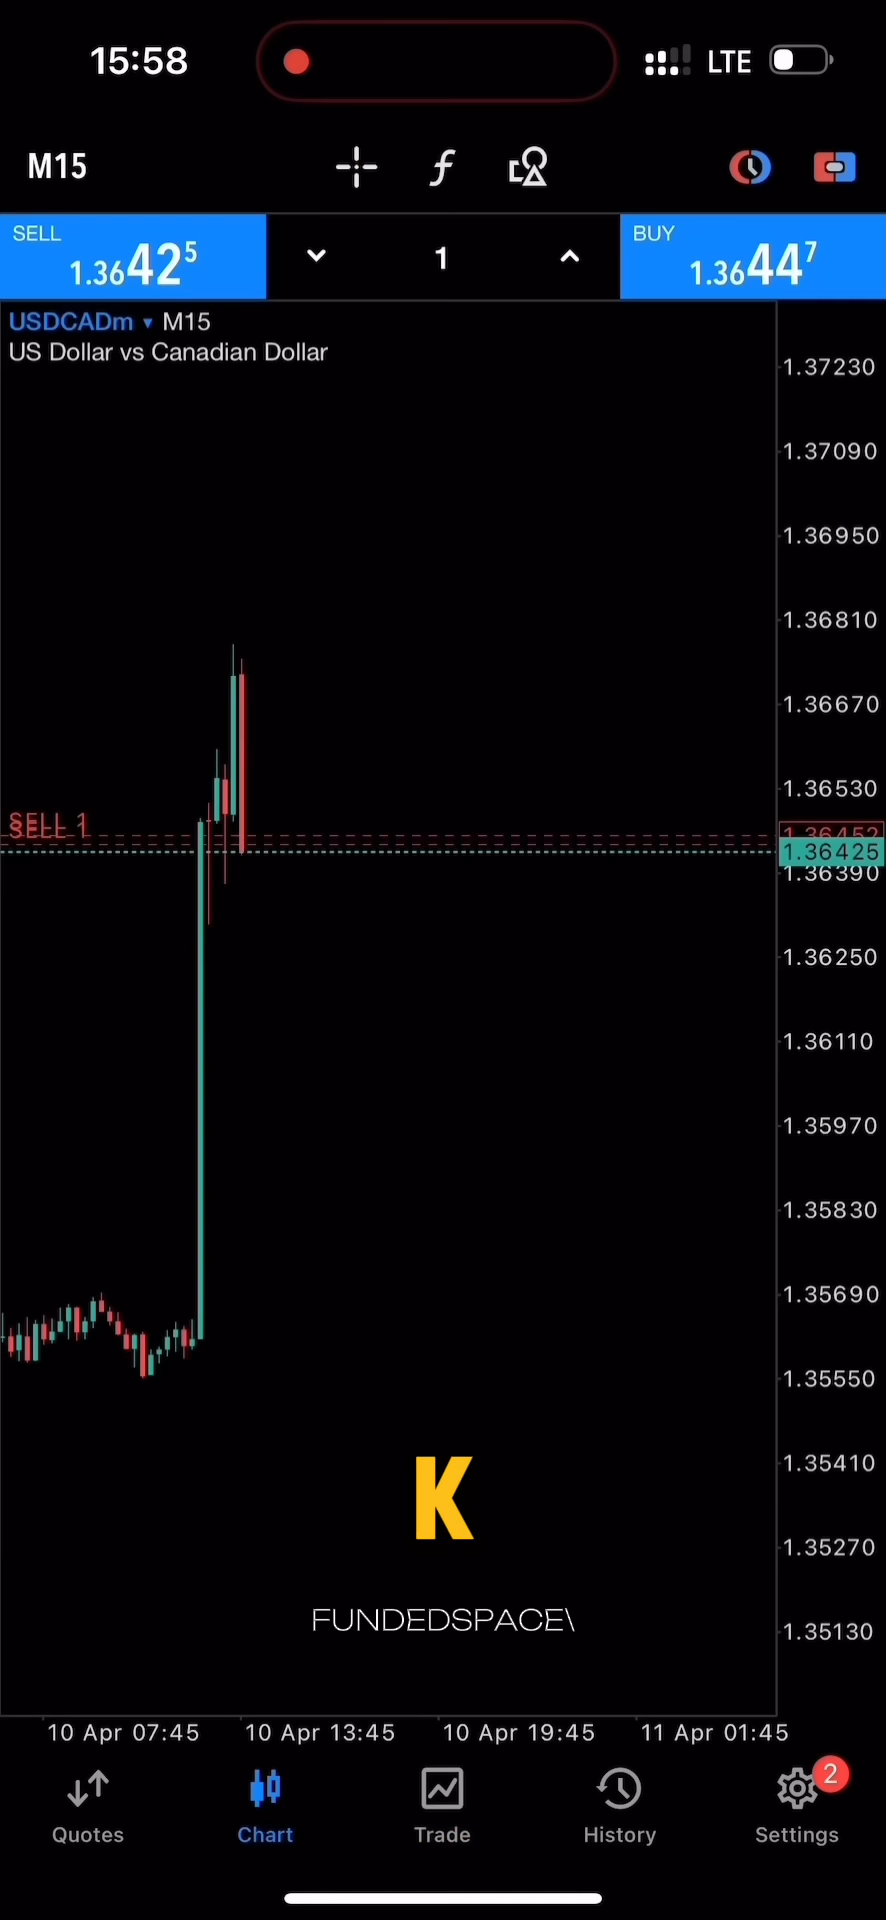 15:58
LTE
M15
SELL
1.36425
1
BUY
1.36447
USDCADm ▾ M15
US Dollar vs Canadian Dollar
1.37230
1.37090
1.36950
1.36810
1.36670
1.36530
SELL 1
1.36452
1.36425
1.36390
1.36250
1.36110
1.35970
1.35830
1.35690
1.35550
1.35410
1.35270
1.35130
K
FUNDEDSPACE\
10 Apr 07:45
10 Apr 13:45
10 Apr 19:45
11 Apr 01:45
2
Quotes
Chart
Trade
History
Settings